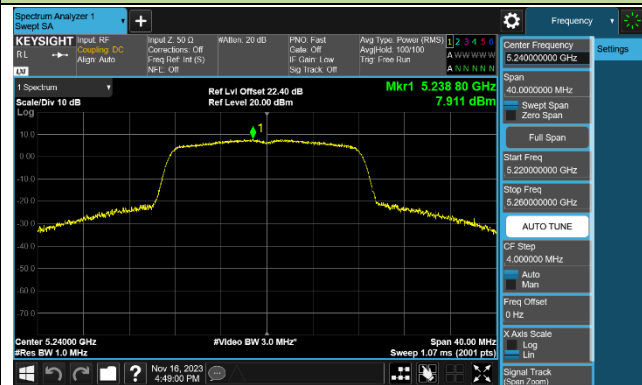 Spectrum Analyzer 1
Swept SA
Frequency
KEYSIGHT
Input: RF
Input Z: 50 Ω
#Atten: 20 dB
PNO: Fast
Avg Type: Power (RMS)
1 2 3 4 5 6
RL
Coupling: DC
Corrections: Off
Gate: Off
Avg|Hold: 100/100
A W W W W W
Align: Auto
Freq Ref: Int (S)
IF Gain: Low
Trig: Free Run
LXI
NFE: Off
Sig Track: Off
A N N N N N
1 Spectrum
Ref Lvl Offset 22.40 dB
Mkr1 5.238 80 GHz
Scale/Div 10 dB
Ref Level 20.00 dBm
7.911 dBm
Log
1
10.0
0.00
-10.0
-20.0
-30.0
-40.0
-50.0
-60.0
-70.0
Center 5.24000 GHz
#Video BW 3.0 MHz*
Span 40.00 MHz
#Res BW 1.0 MHz
Sweep 1.07 ms (2001 pts)
Nov 16, 2023
4:49:00 PM
Center Frequency
5.240000000 GHz
Settings
Span
40.0000000 MHz
Swept Span
Zero Span
Full Span
Start Freq
5.220000000 GHz
Stop Freq
5.260000000 GHz
AUTO TUNE
CF Step
4.000000 MHz
Auto
Man
Freq Offset
0 Hz
X Axis Scale
Log
Lin
Signal Track
(Span Zoom)